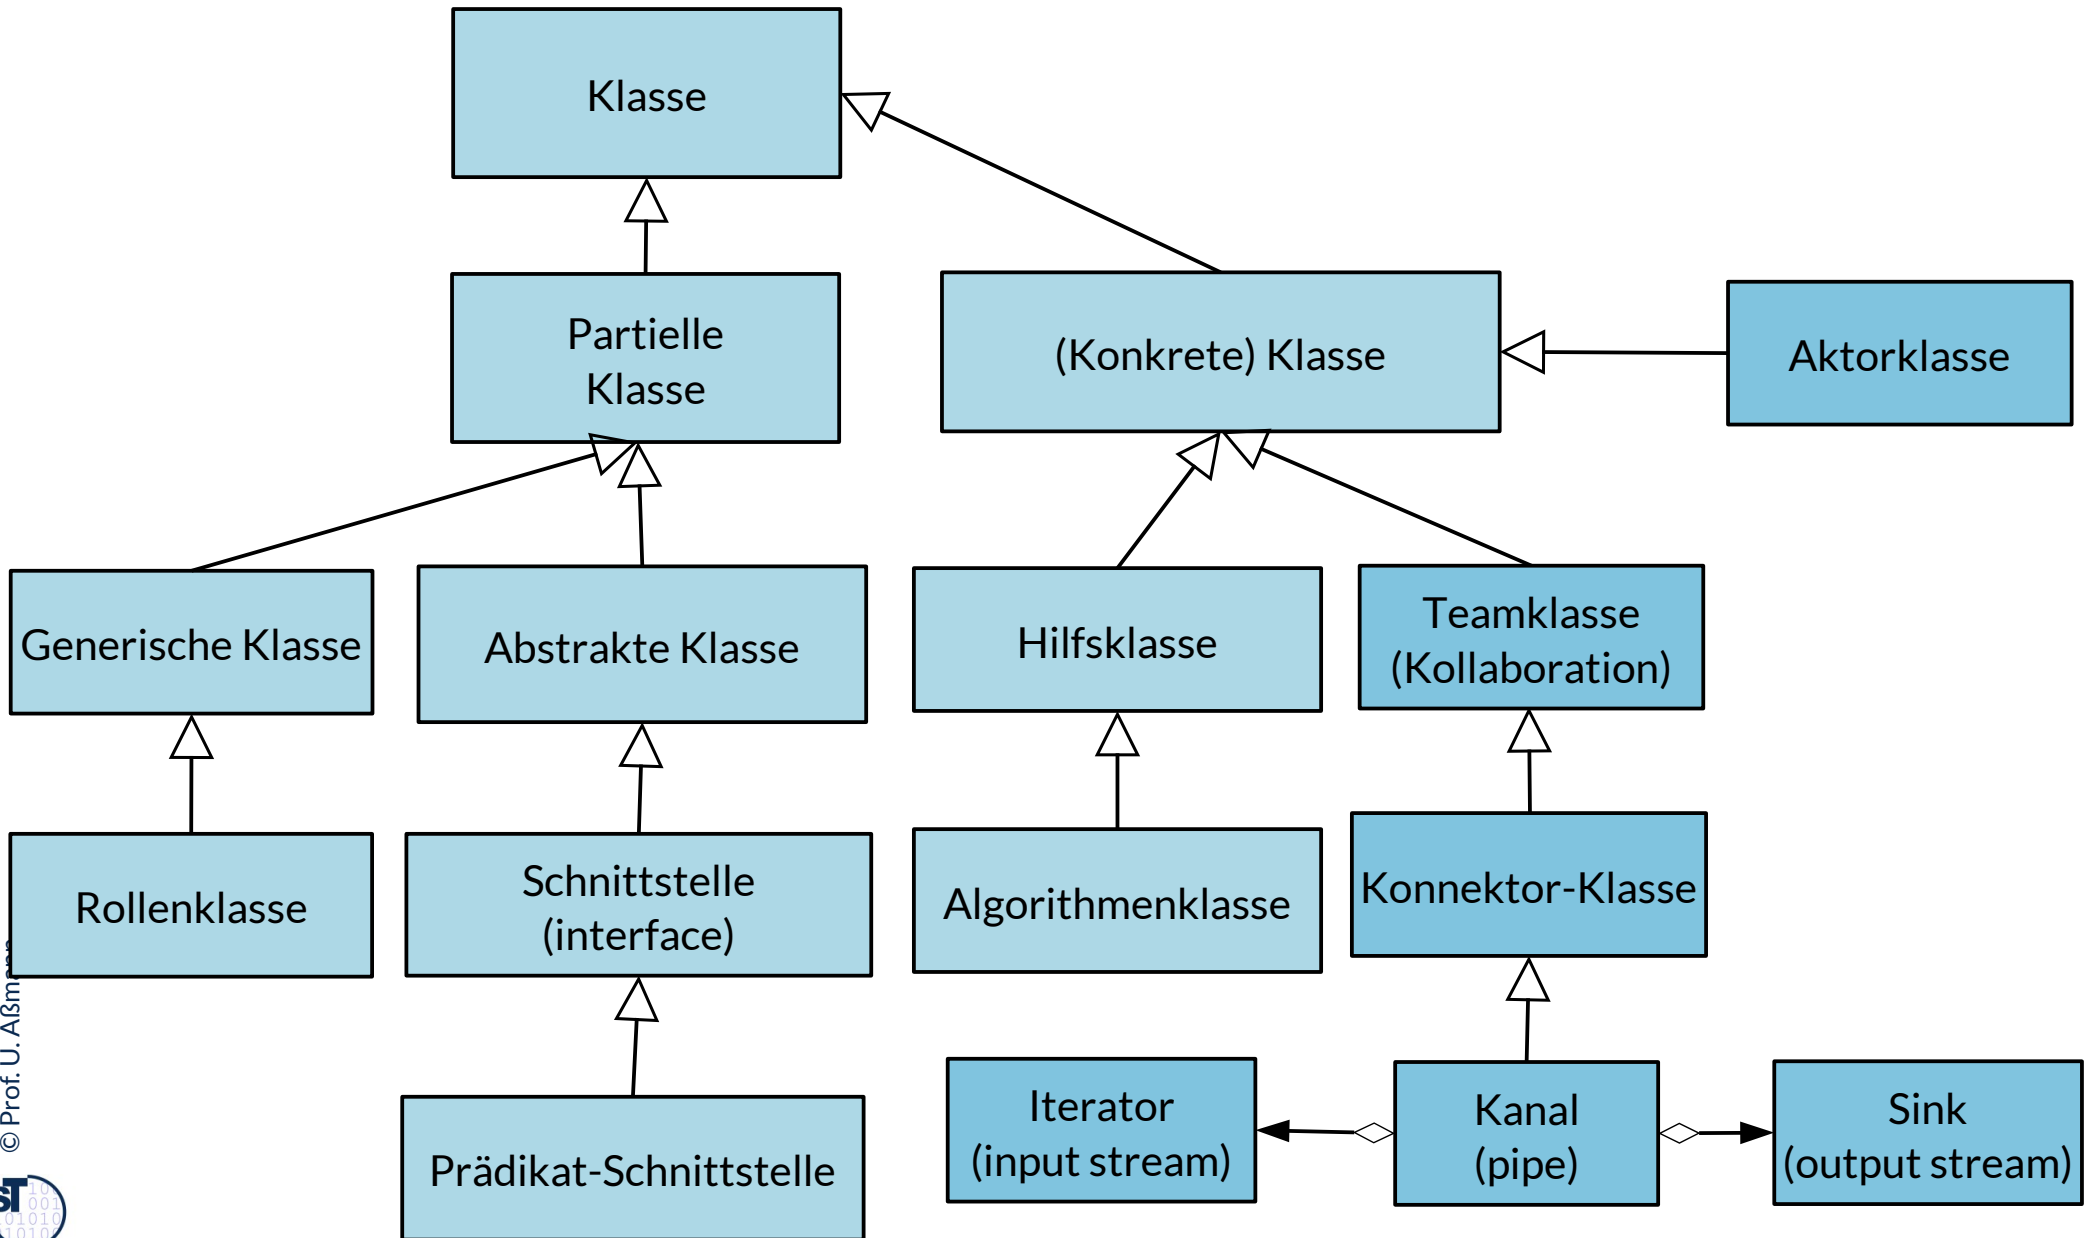 Klasse
Partielle
Klasse
(Konkrete) Klasse
Aktorklasse
Generische Klasse
Abstrakte Klasse
Hilfsklasse
Teamklasse
(Kollaboration)
Rollenklasse
Schnittstelle
(interface)
Algorithmenklasse
Konnektor-Klasse
Prädikat-Schnittstelle
Iterator
(input stream)
Kanal
(pipe)
Sink
(output stream)
© Prof. U.